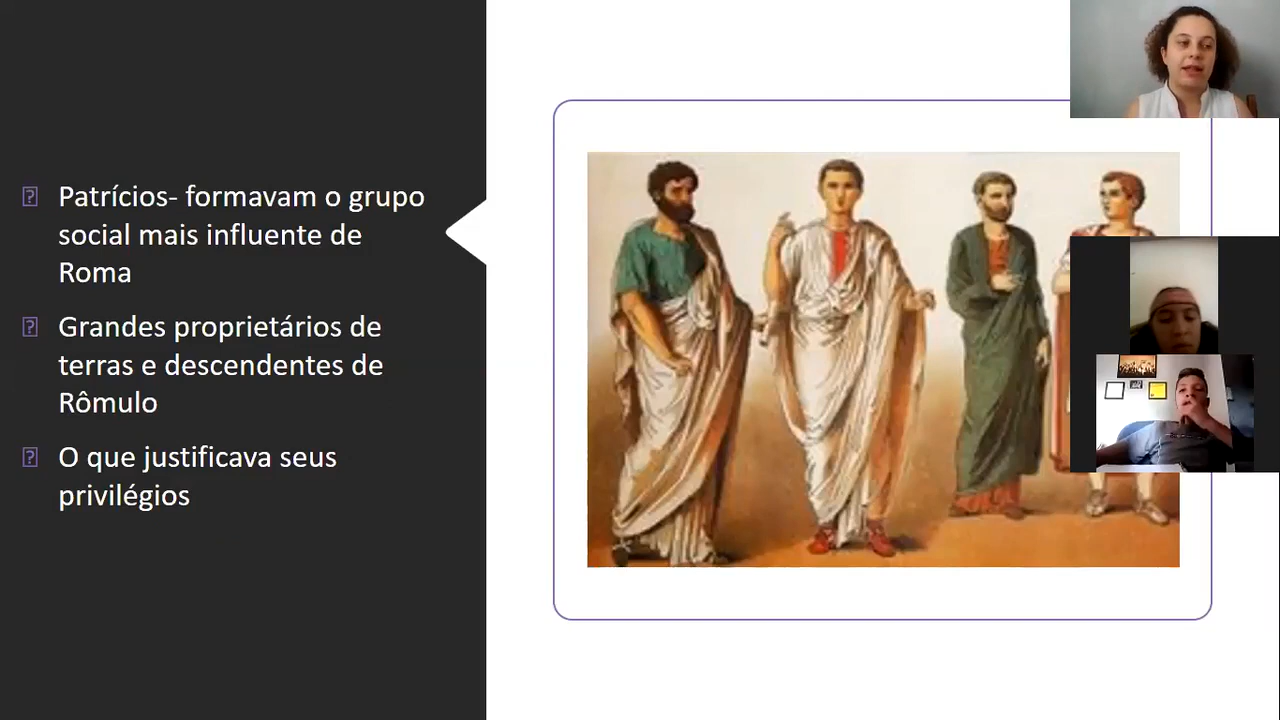 Patrícios- formavam o grupo
social mais influente de
Roma
Grandes proprietários de
terras e descendentes de
Rômulo
O que justificava seus
privilégios